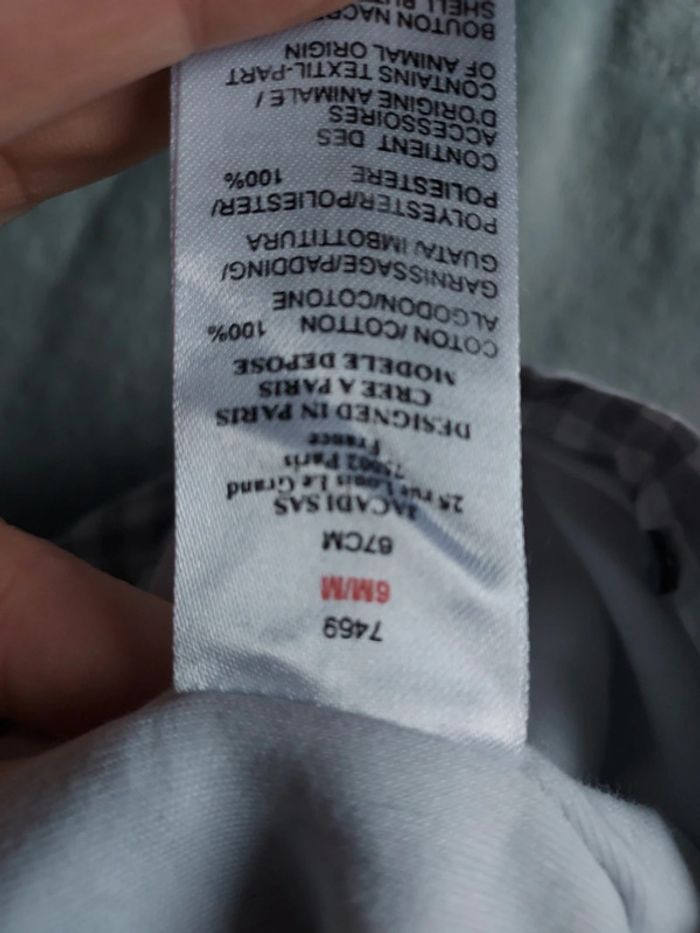 7469
6M/M
67CM
JACADI SAS
25 rue Louis Le Grand
75002 Paris
France
DESIGNED IN PARIS
CREE A PARIS
MODELE DEPOSE
COTON/COTTON/ 100%
ALGODON/COTONE
GARNISSAGE/PADDING/
GUATA/IMBOTTITURA
POLYESTER/POLIESTER/
POLIESTERE 100%
CONTIENT DES
ACCESSOIRES
D'ORIGINE ANIMALE/
CONTAINS TEXTIL-PART
OF ANIMAL ORIGIN
BOUTON
SHELL